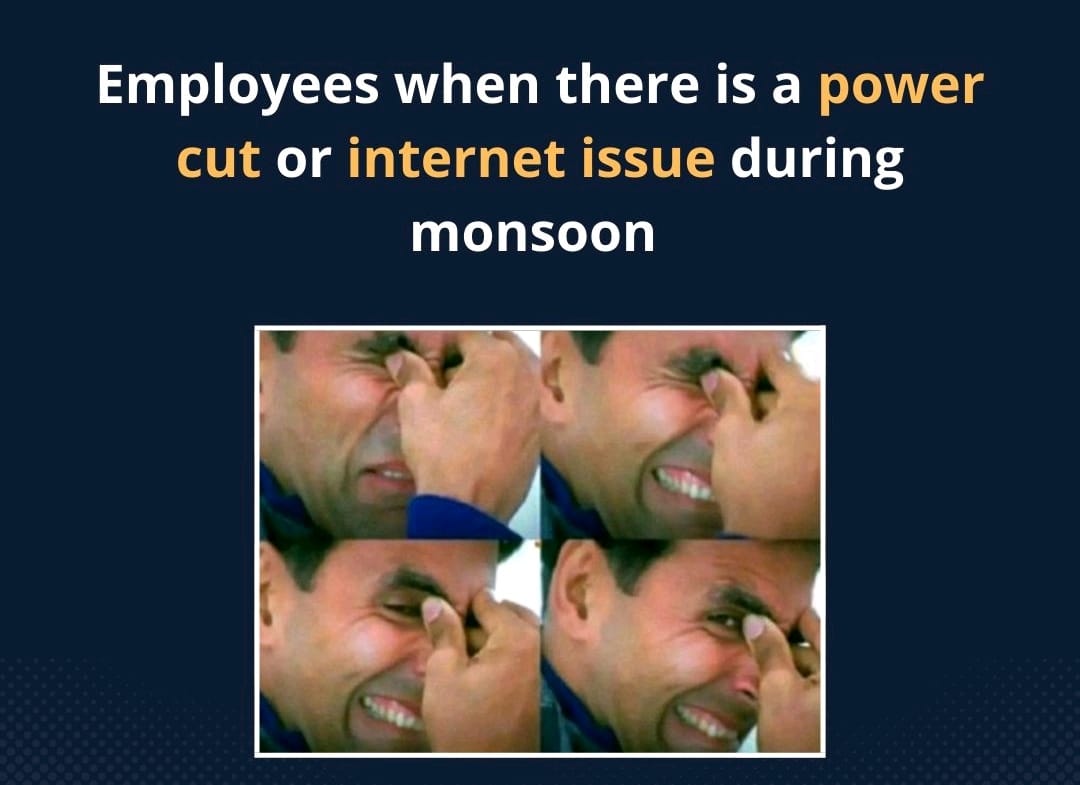 Employees when there is a power
cut or internet issue during
monsoon